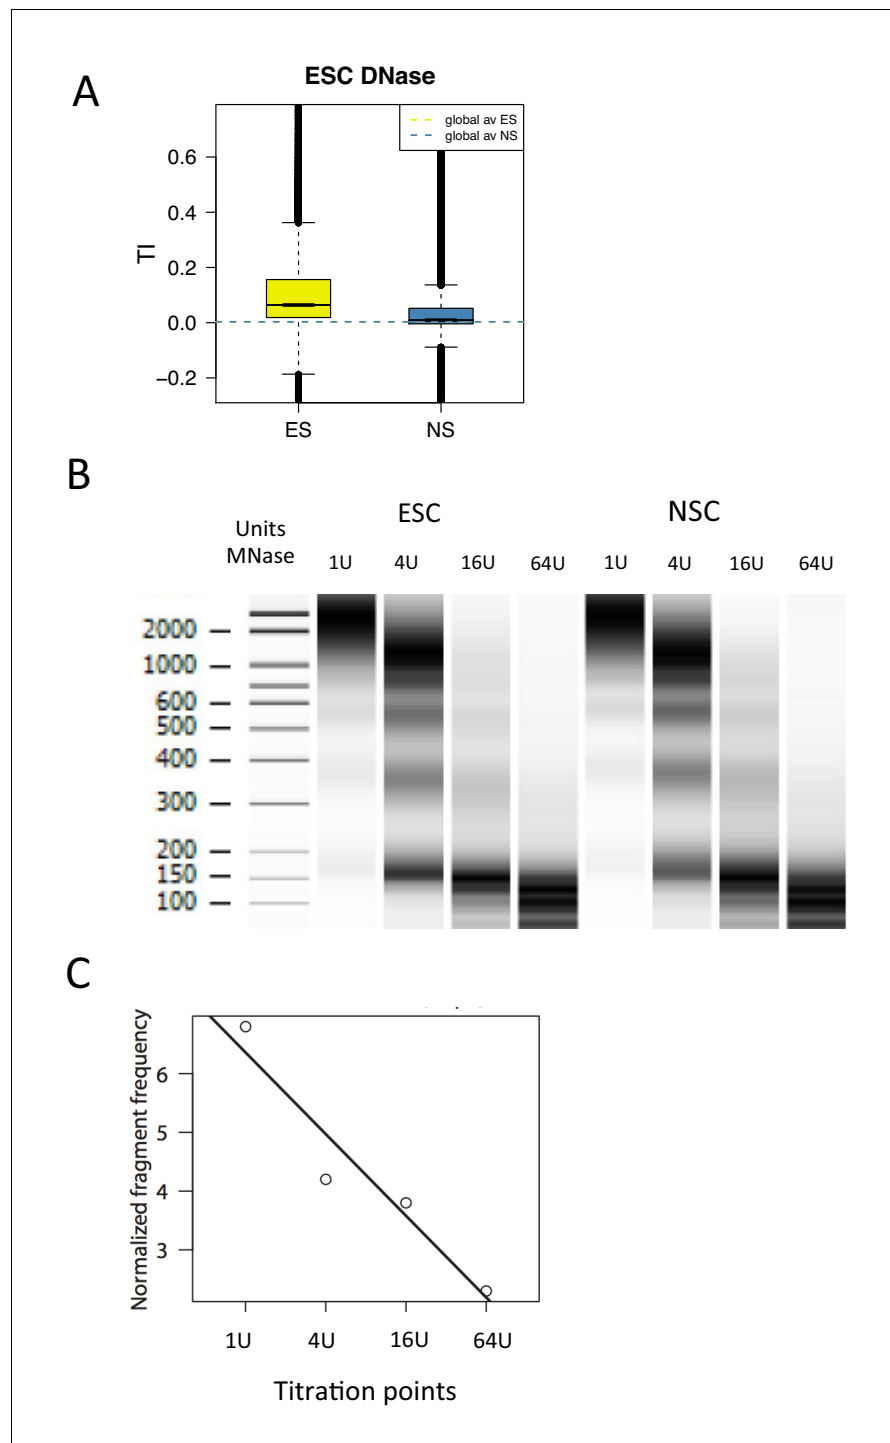 A
ESC DNase
global av ES
global av NS
0.6
0.4
0.2
0.0
−0.2
TI
ES
NS
B
Units
MNase
ESC
NSC
1U
4U
16U
64U
1U
4U
16U
64U
2000
1000
600
500
400
300
200
150
100
C
Normalized fragment frequency
6
5
4
3
1U
4U
16U
64U
Titration points